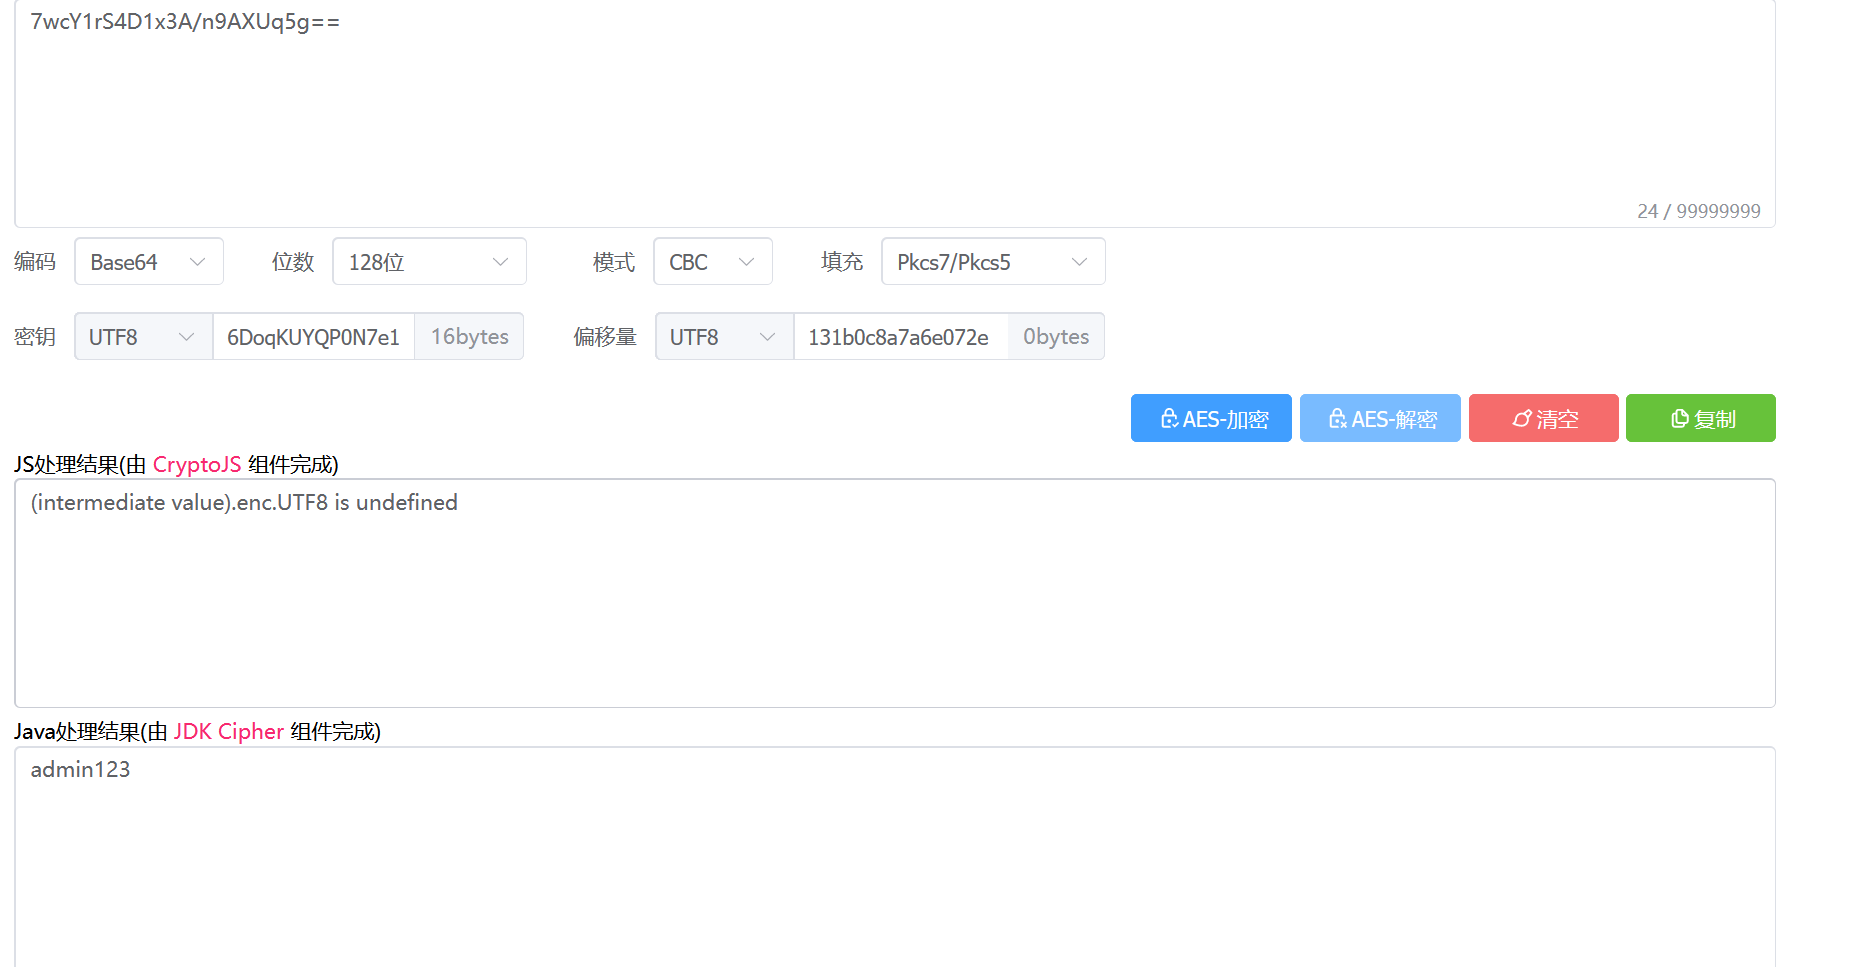 7wcY1rS4D1x3A/n9AXUq5g==
24 / 99999999
编码 Base64 位数 128位 模式 CBC 填充 Pkcs7/Pkcs5
密钥 UTF8 6DoqKUYQP0N7e1 16bytes 偏移量 UTF8 131b0c8a7a6e072e 0bytes
AES-加密 AES-解密 清空 复制
JS处理结果(由 CryptoJS 组件完成)
(intermediate value).enc.UTF8 is undefined
Java处理结果(由 JDK Cipher 组件完成)
admin123